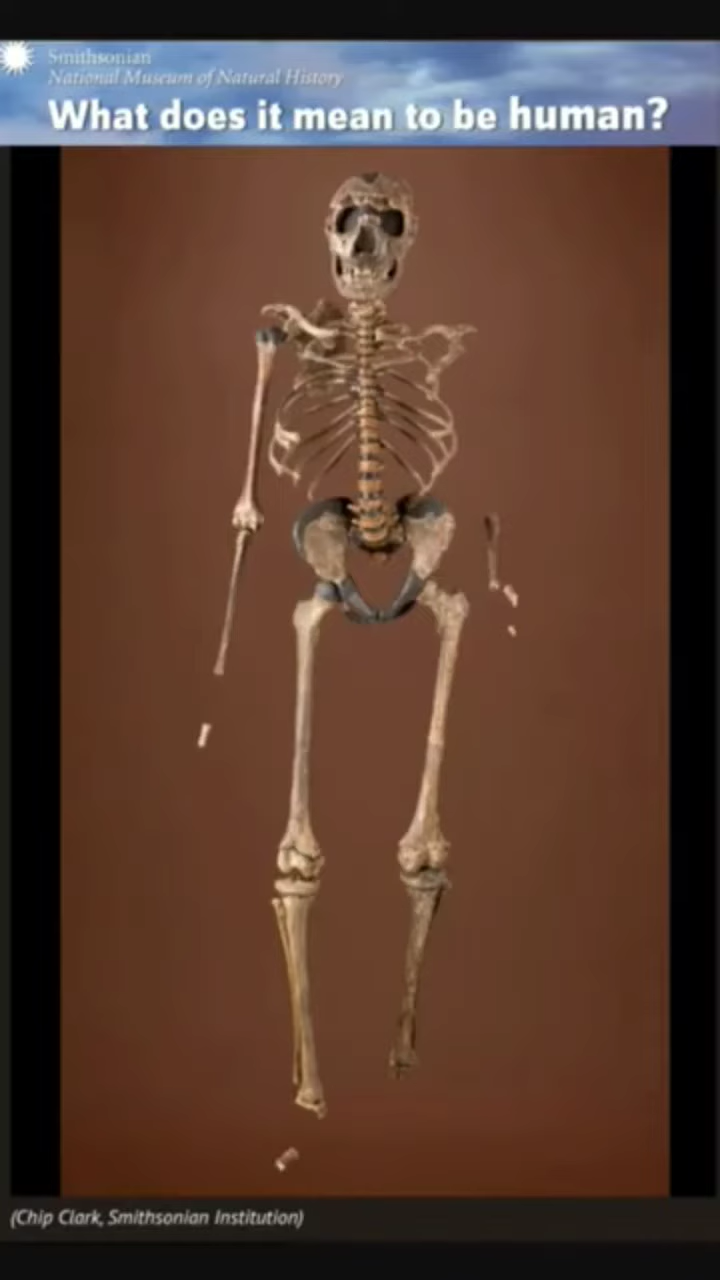 Smithsonian
National Museum of Natural History
What does it mean to be human?
(Chip Clark, Smithsonian Institution)